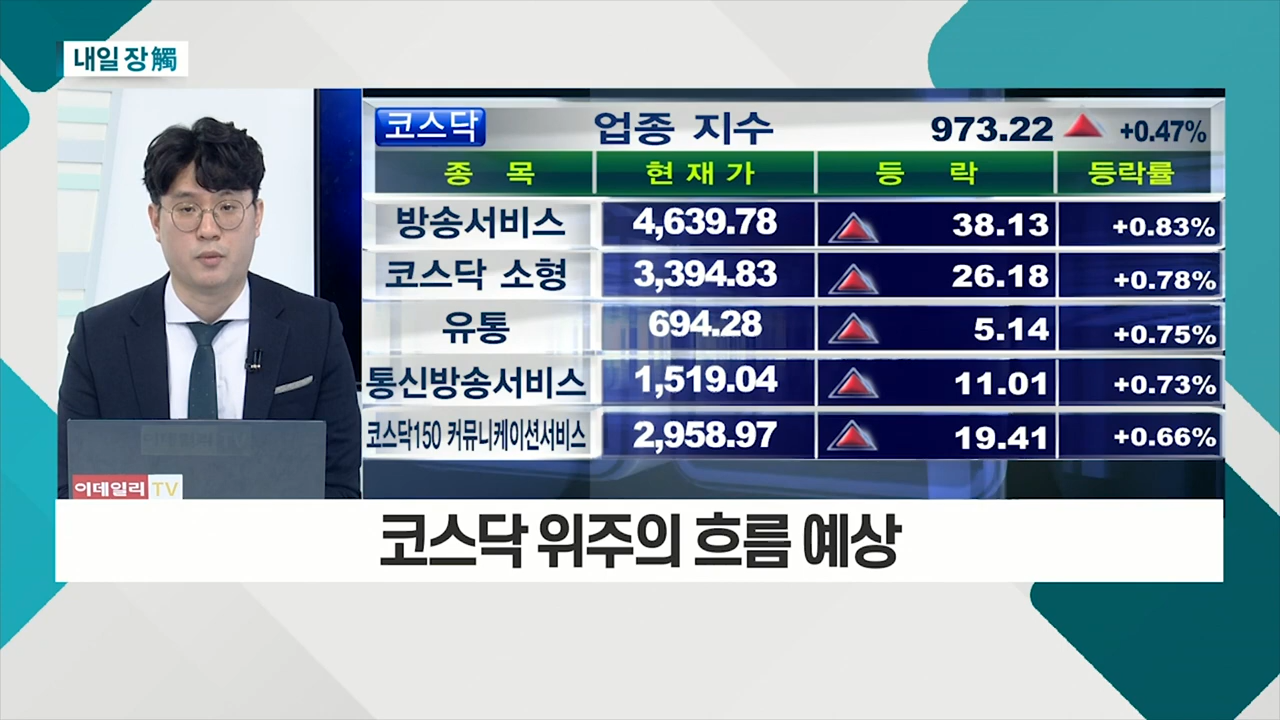 내일 장 觸
코스닥 업종 지수 973.22 ▲ +0.47%
종목 현재가 등락 등락률
방송서비스 4,639.78 ▲ 38.13 +0.83%
코스닥 소형 3,394.83 ▲ 26.18 +0.78%
유통 694.28 ▲ 5.14 +0.75%
통신방송서비스 1,519.04 ▲ 11.01 +0.73%
코스닥150 커뮤니케이션서비스 2,958.97 ▲ 19.41 +0.66%
이데일리TV
코스닥 위주의 흐름 예상